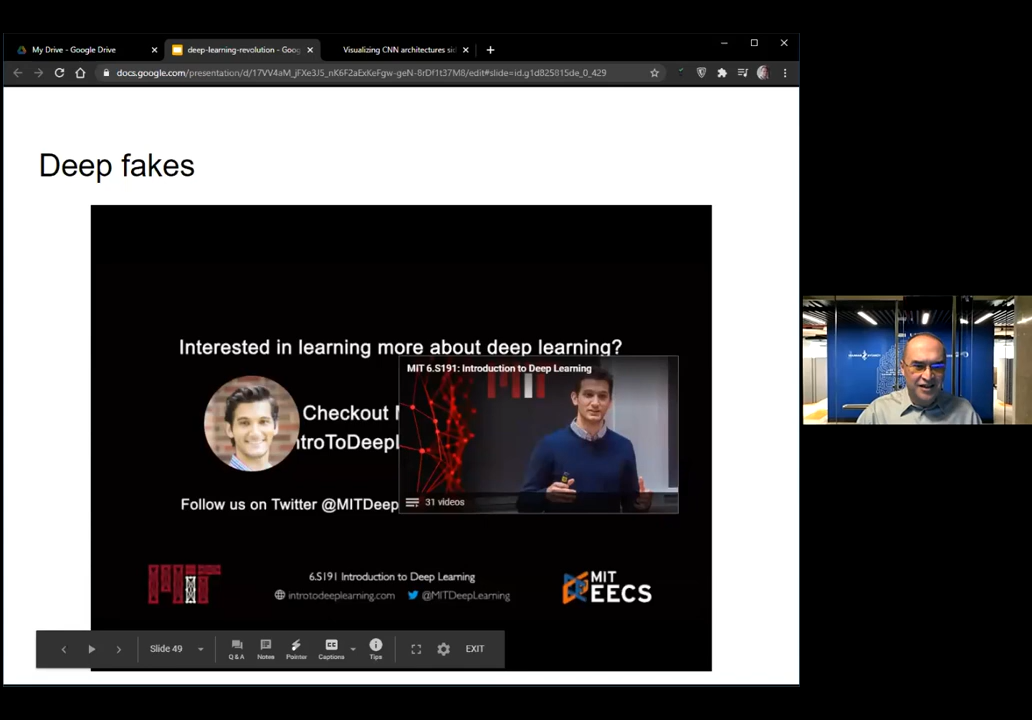 My Drive - Google Drive
deep-learning-revolution - Goog
Visualizing CNN architectures sid
docs.google.com/presentation/d/17VV4aM_jFXe3J5_nK6F2aExKeFgw-geN-8rDf1t37M8/edit#slide=id.g1d825815de_0_429
Deep fakes
Interested in learning more about deep learning?
MIT 6.S191: Introduction to Deep Learning
Checkout
ntroToDeepL
31 videos
Follow us on Twitter @MITDeep
MIT
6.S191 Introduction to Deep Learning
introtodeeplearning.com @MITDeepLearning
MIT
EECS
Slide 49
Q & A Notes Pointer Captions Tips
EXIT